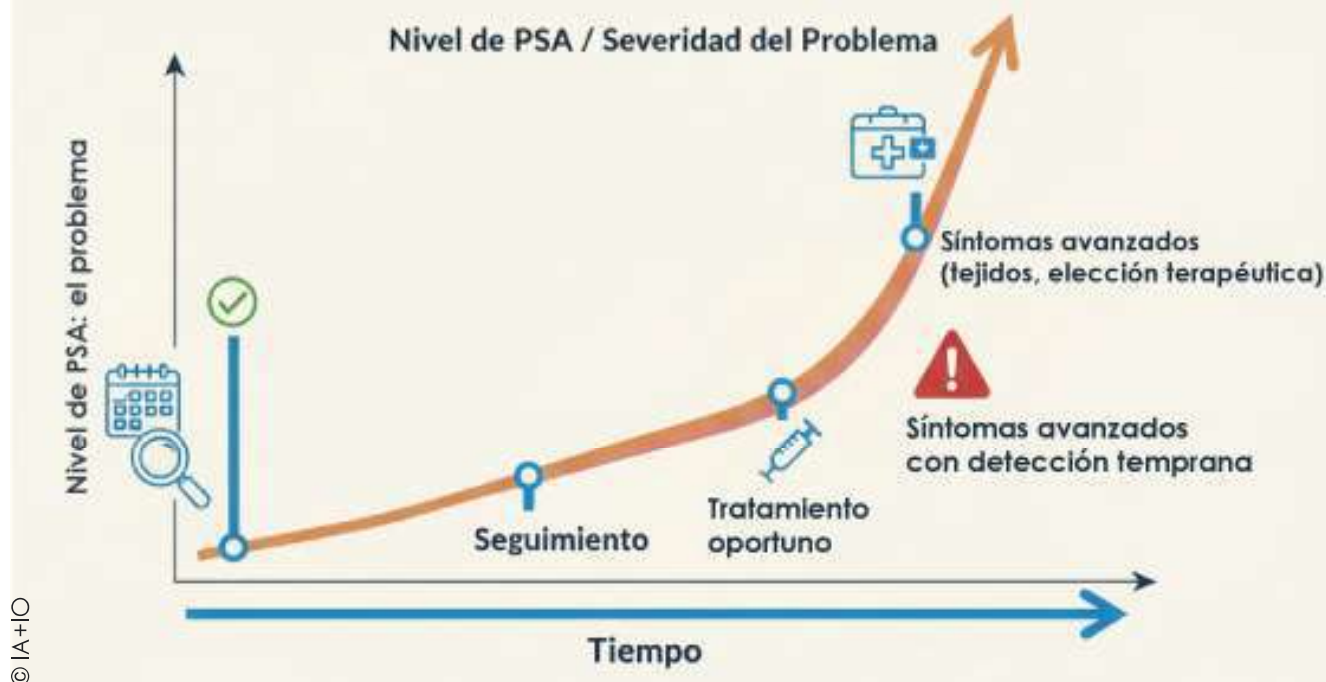 Nivel de PSA / Severidad del Problema
Nivel de PSA: el problema
Síntomas avanzados
(tejidos, elección terapéutica)
Síntomas avanzados
con detección temprana
Tratamiento
oportuno
Seguimiento
Tiempo
© IA+IO